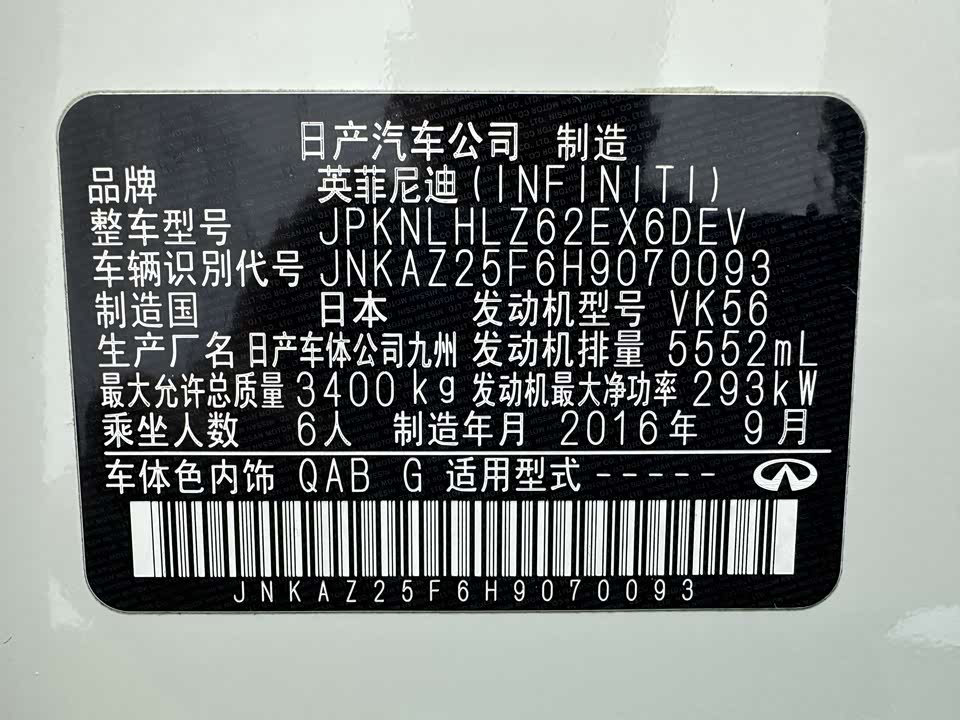 日产汽车公司 制造
品牌 英菲尼迪(INFINITI)
整车型号 JPKNLHLZ62EX6DEV
车辆识别代号 JNKAZ25F6H9070093
制造国 日本 发动机型号 VK56
生产厂名 日产车体公司九州 发动机排量 5552mL
最大允许总质量 3400kg 发动机最大净功率 293kW
乘坐人数 6人 制造年月 2016年 9月
车体色内饰 QAB G 适用型式 -----
JNKAZ25F6H9070093